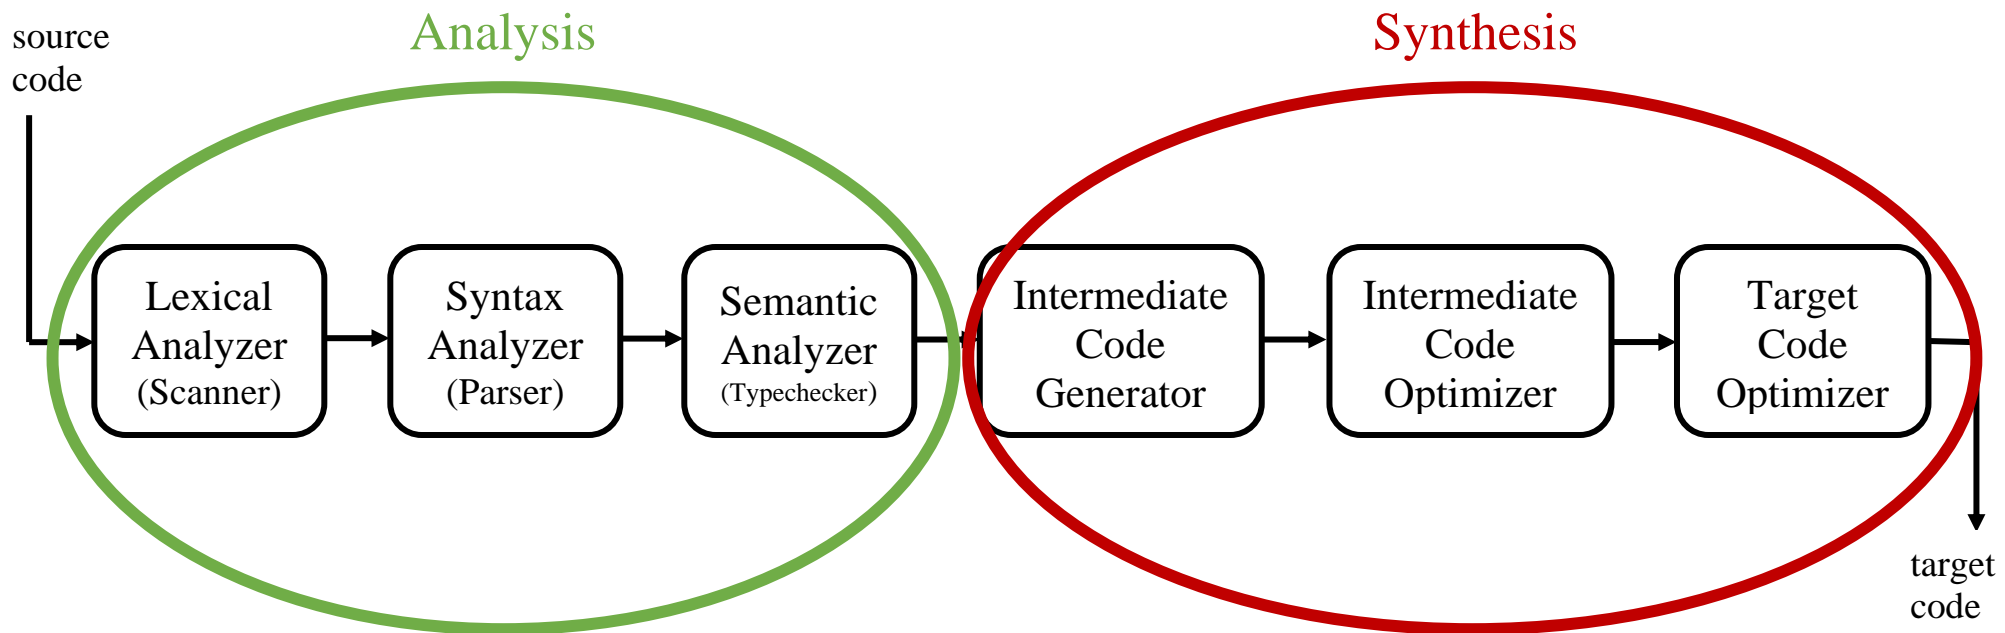 source
code
Analysis
Synthesis
Lexical
Analyzer
(Scanner)
Syntax
Analyzer
(Parser)
Semantic
Analyzer
(Typechecker)
Intermediate
Code
Generator
Intermediate
Code
Optimizer
Target
Code
Optimizer
target
code